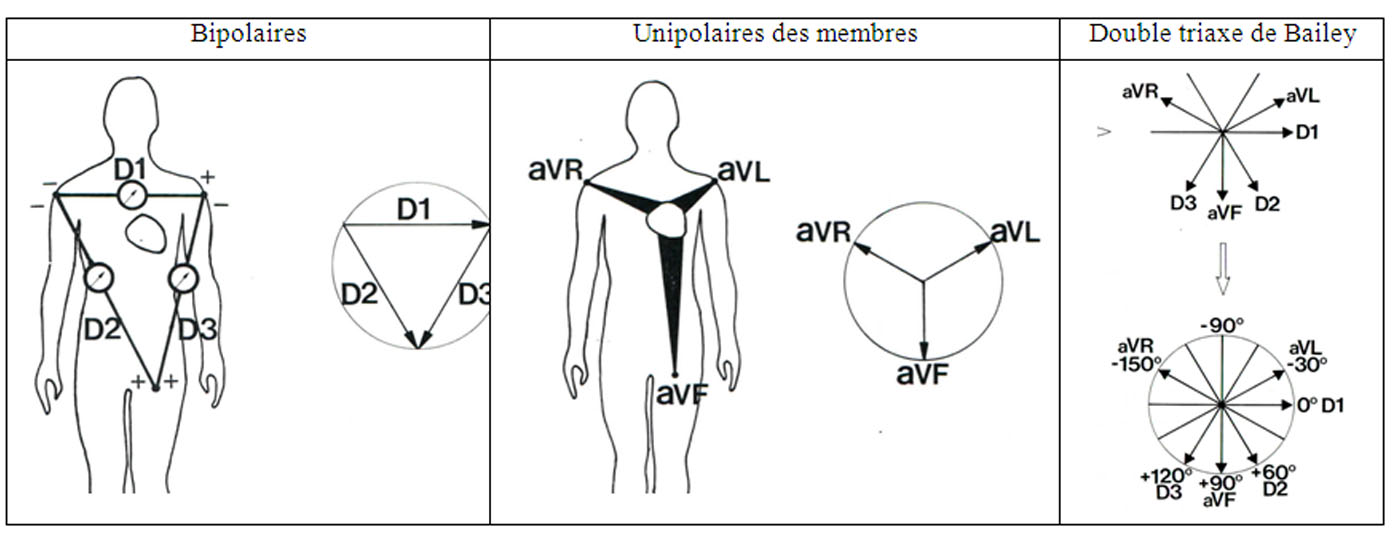 Bipolaires
Unipolaires des membres
Double triaxe de Bailey
D1
− +
− −
D2 D3
+ +
D1
D2 D3
aVR aVL
aVF
aVR aVL
aVF
aVR aVL
> D1
D3 aVF D2
-90°
aVR aVL
-150° -30°
0° D1
+120° +90° +60°
D3 aVF D2